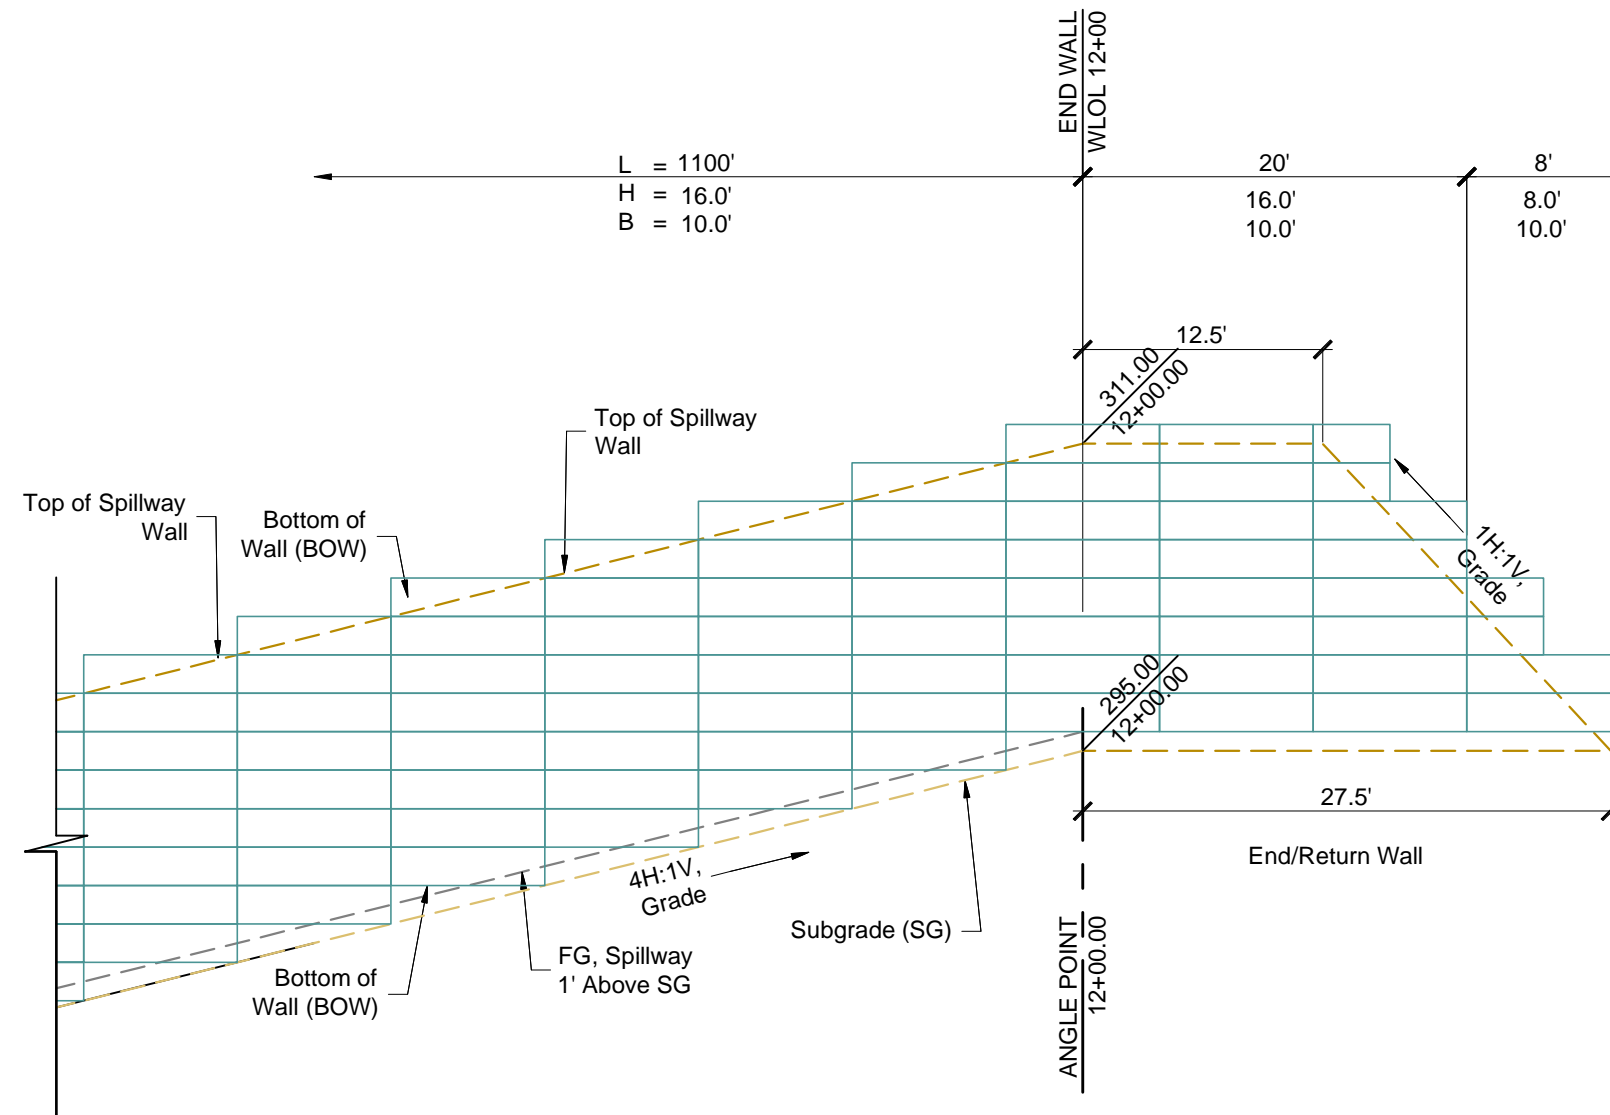 END WALL
WLOL 12+00
L = 1100'
H = 16.0'
B = 10.0'
20'
16.0'
10.0'
8'
8.0'
10.0'
12.5'
311.00
12+00.00
Top of Spillway
Wall
Top of Spillway
Wall
Bottom of
Wall (BOW)
1H:1V,
Grade
295.00
12+00.00
27.5'
End/Return Wall
4H:1V,
Grade
Subgrade (SG)
FG, Spillway
1' Above SG
Bottom of
Wall (BOW)
ANGLE POINT
12+00.00